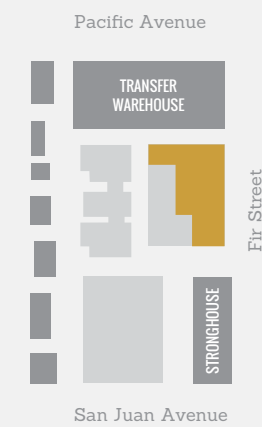 Pacific Avenue
TRANSFER
WAREHOUSE
Fir Street
STRONGHOUSE
San Juan Avenue